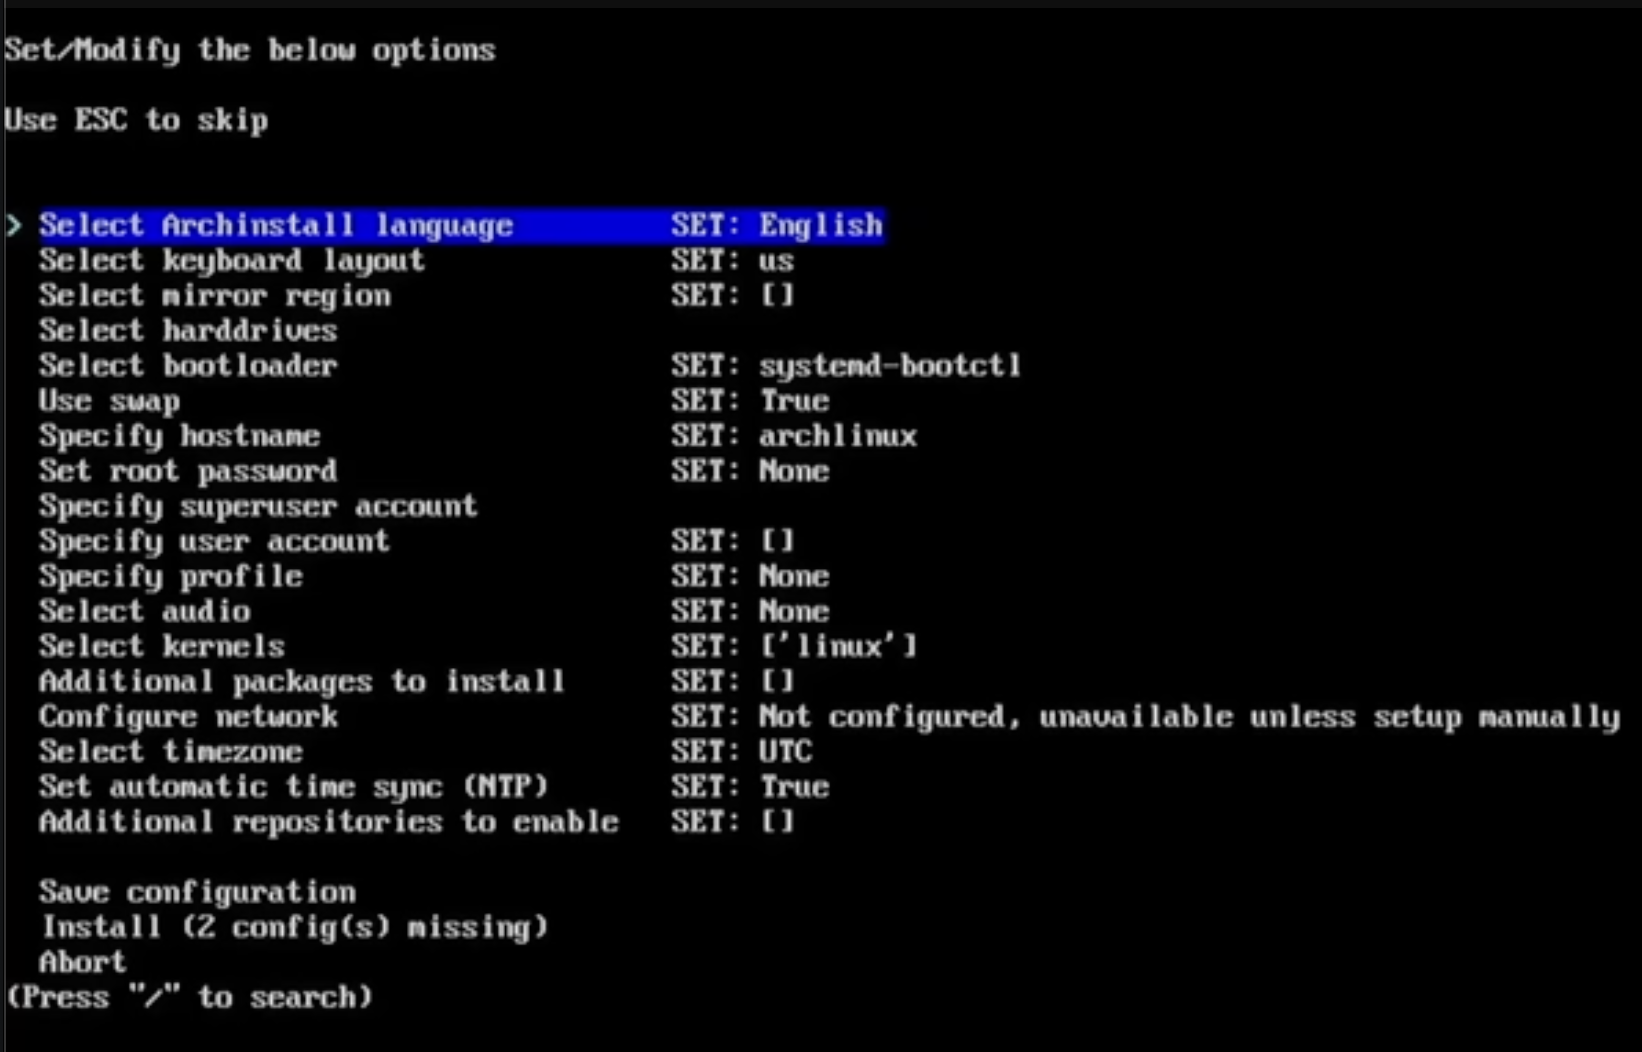 Set/Modify the below options
Use ESC to skip
> Select Archinstall language SET: English
Select keyboard layout SET: us
Select mirror region SET: []
Select harddrives
Select bootloader SET: systemd-bootctl
Use swap SET: True
Specify hostname SET: archlinux
Set root password SET: None
Specify superuser account
Specify user account SET: []
Specify profile SET: None
Select audio SET: None
Select kernels SET: ['linux']
Additional packages to install SET: []
Configure network SET: Not configured, unavailable unless setup manually
Select timezone SET: UTC
Set automatic time sync (NTP) SET: True
Additional repositories to enable SET: []
Save configuration
Install (2 config(s) missing)
Abort
(Press "/" to search)